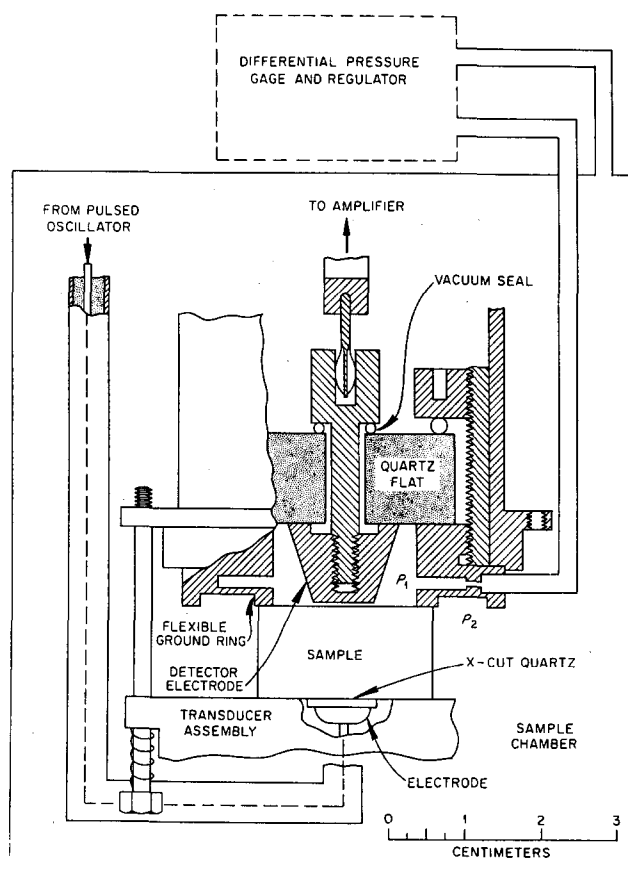 DIFFERENTIAL PRESSURE
GAGE AND REGULATOR
FROM PULSED
OSCILLATOR
TO AMPLIFIER
VACUUM SEAL
QUARTZ
FLAT
P1
P2
FLEXIBLE
GROUND RING
DETECTOR
ELECTRODE
SAMPLE
X-CUT QUARTZ
TRANSDUCER
ASSEMBLY
SAMPLE
CHAMBER
ELECTRODE
0 1 2 3
CENTIMETERS